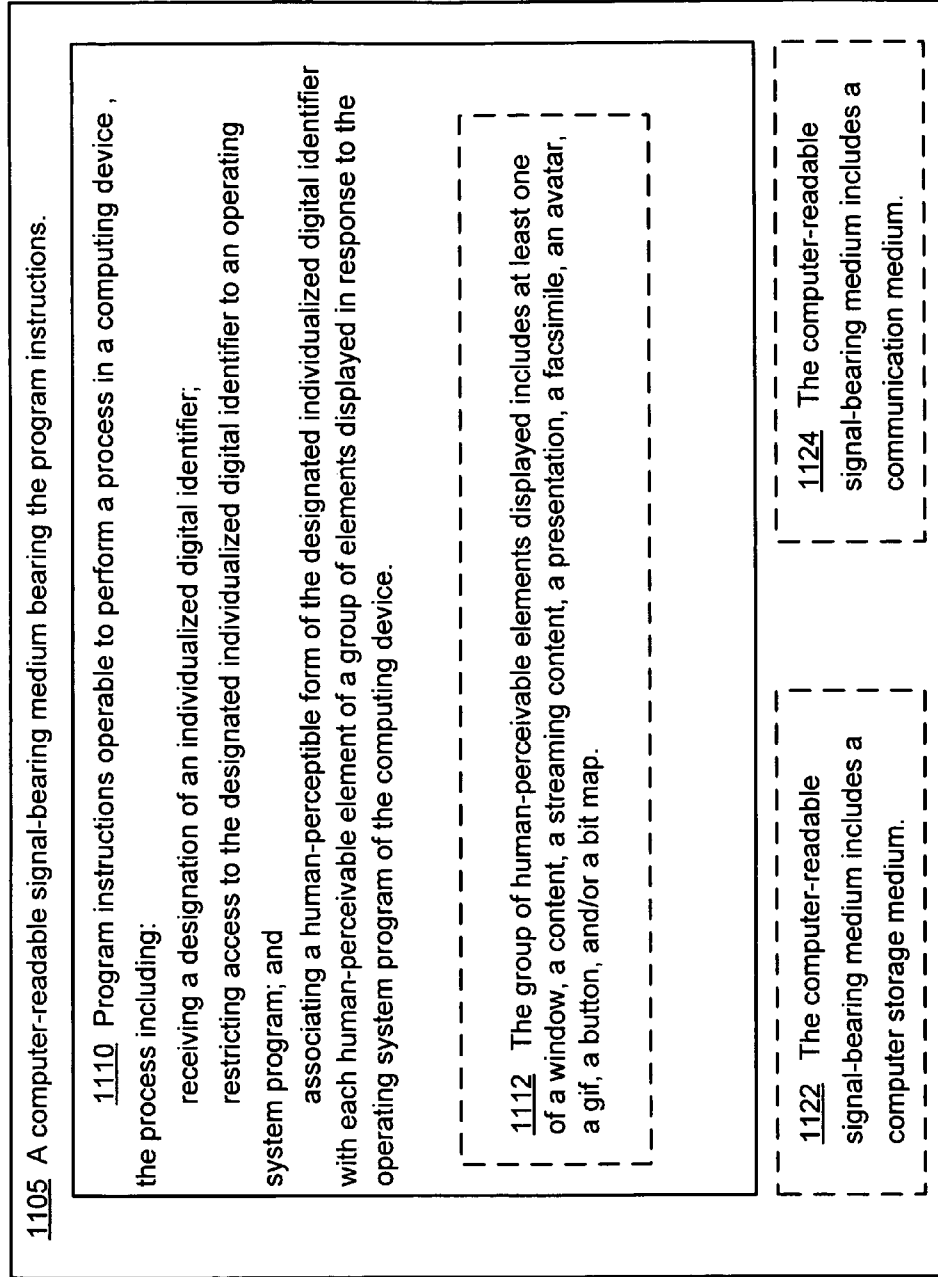 1105 A computer-readable signal-bearing medium bearing the program instructions.
1110 Program instructions operable to perform a process in a computing device ,
the process including:
receiving a designation of an individualized digital identifier;
restricting access to the designated individualized digital identifier to an operating
system program; and
associating a human-perceptible form of the designated individualized digital identifier
with each human-perceivable element of a group of elements displayed in response to the
operating system program of the computing device.
1112 The group of human-perceivable elements displayed includes at least one
of a window, a content, a streaming content, a presentation, a facsimile, an avatar,
a gif, a button, and/or a bit map.
1122 The computer-readable
signal-bearing medium includes a
computer storage medium.
1124 The computer-readable
signal-bearing medium includes a
communication medium.